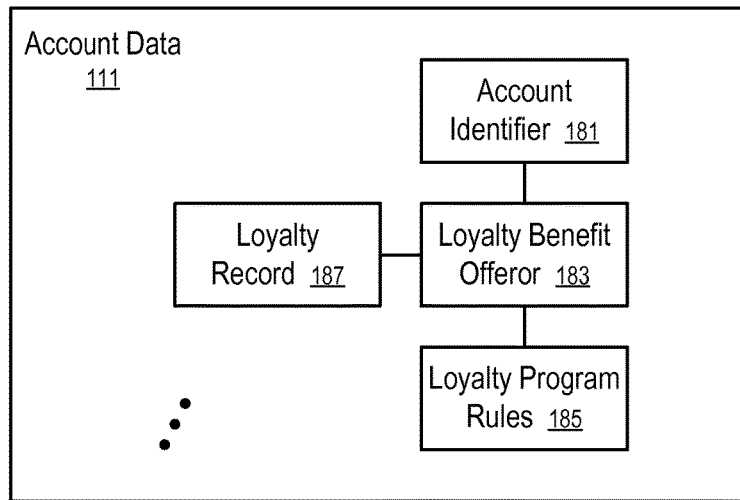 Account Data
111
Account
Identifier 181
Loyalty
Record 187
Loyalty Benefit
Offeror 183
Loyalty Program
Rules 185